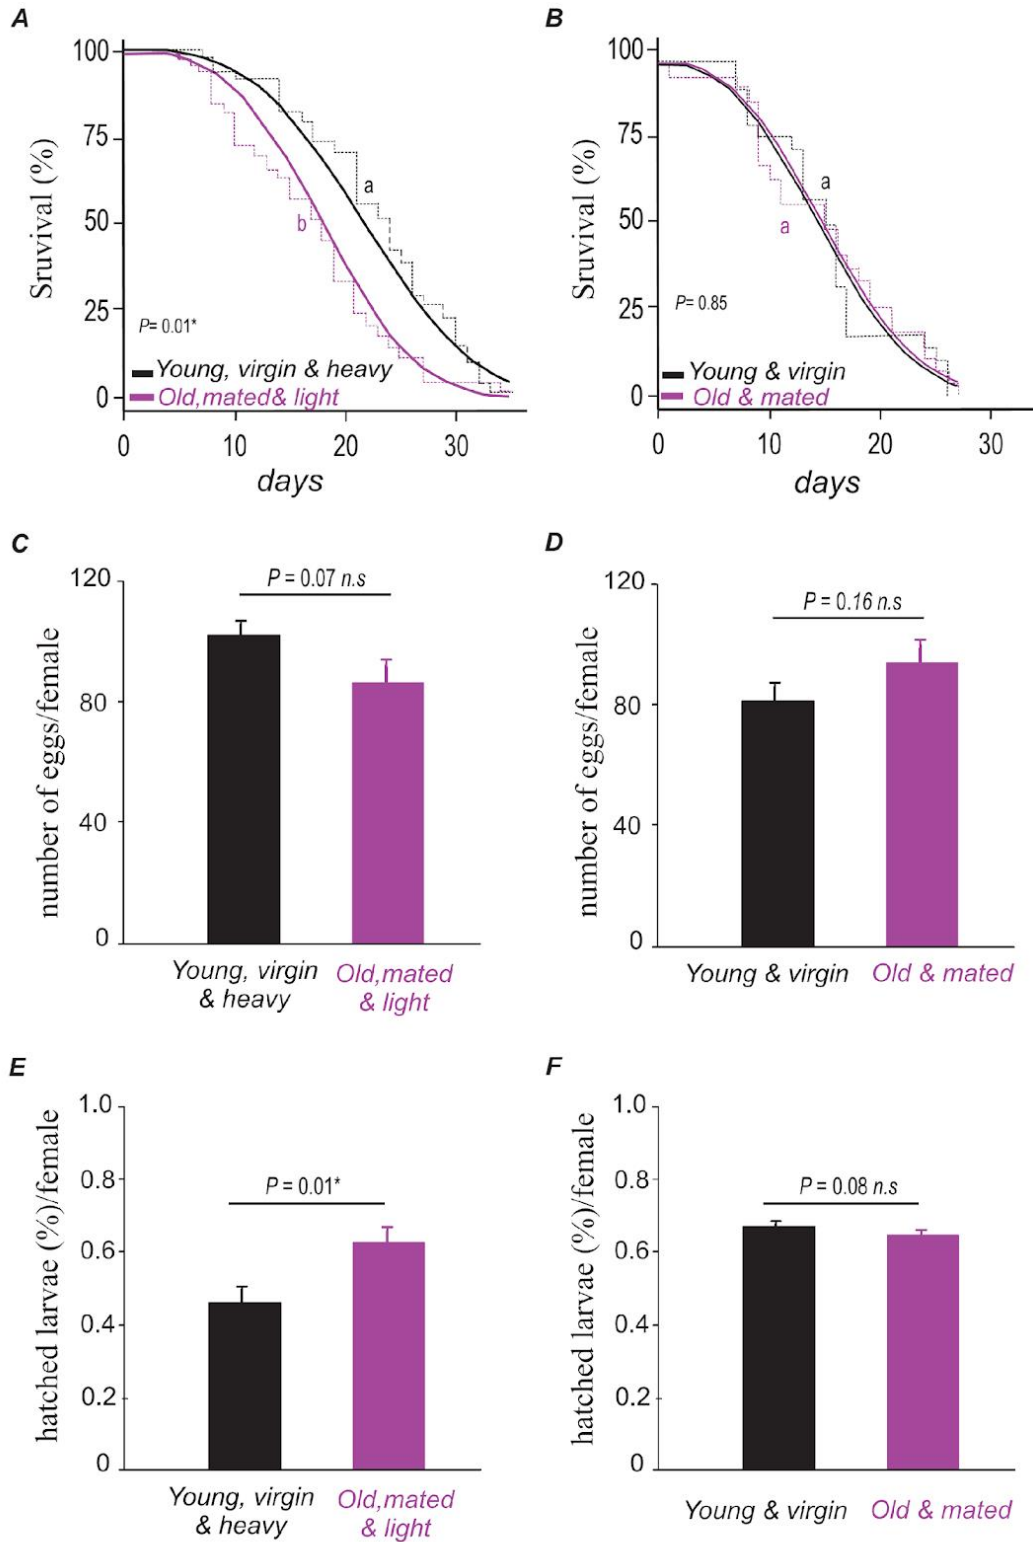 A
100
75
50
25
0
Sruvival (%)
a
b
P= 0.01*
Young, virgin & heavy
Old,mated& light
0 10 20 30
days
B
100
75
50
25
0
Sruvival (%)
a
a
P= 0.85
Young & virgin
Old & mated
0 10 20 30
days
C
120
80
40
0
number of eggs/female
P = 0.07 n.s
Young, virgin
& heavy
Old,mated
& light
D
120
80
40
0
number of eggs/female
P = 0.16 n.s
Young & virgin
Old & mated
E
1.0
0.8
0.6
0.4
0.2
0
hatched larvae (%)/female
P = 0.01*
Young, virgin
& heavy
Old,mated
& light
F
1.0
0.8
0.6
0.4
0.2
0
hatched larvae (%)/female
P = 0.08 n.s
Young & virgin
Old & mated